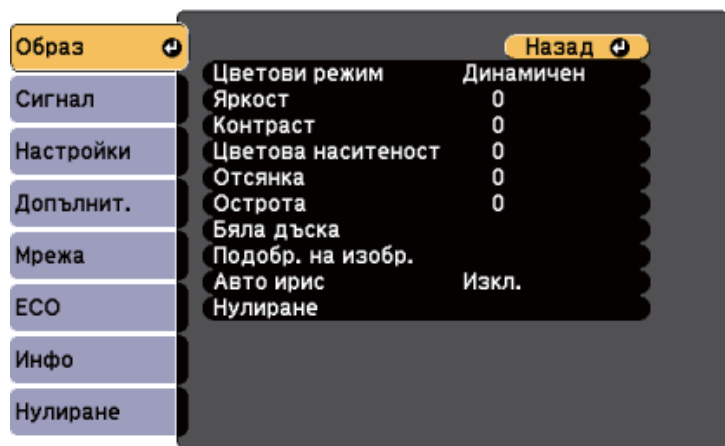 Образ
Сигнал
Настройки
Допълнит.
Мрежа
ECO
Инфо
Нулиране
Назад
Цветови режим Динамичен
Яркост 0
Контраст 0
Цветова наситеност 0
Отсянка 0
Острота 0
Бяла дъска
Подобр. на изобр.
Авто ирис Изкл.
Нулиране